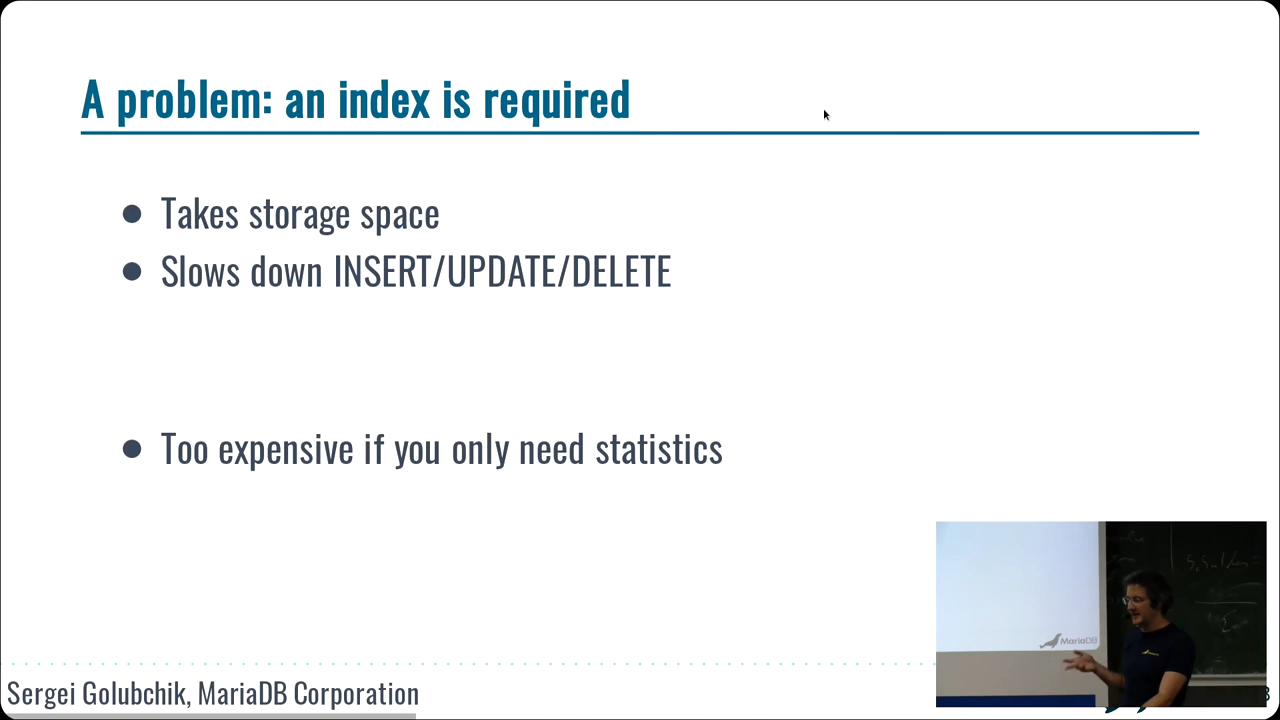 A problem: an index is required
Takes storage space
Slows down INSERT/UPDATE/DELETE
Too expensive if you only need statistics
MariaDB
Sergei Golubchik, MariaDB Corporation